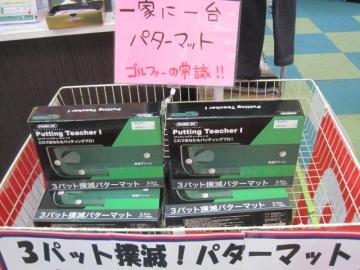 一家に一台
パターマット
ゴルファーの常識!!
Putting Teacher I
これであなたもパッティングプロ!
3パット撲滅パターマット
Putting Teacher I
これであなたもパッティングプロ!
3パット撲滅パターマット
3パット撲滅パターマット
3パット撲滅パターマット
3パット撲滅!パターマット